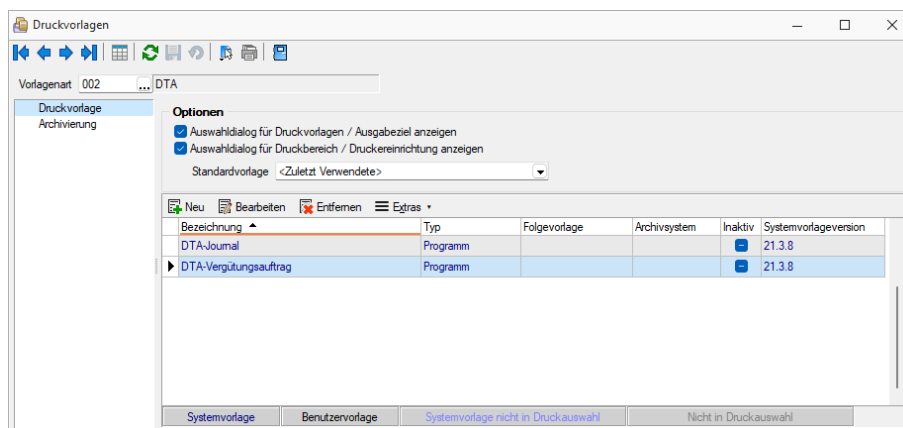 Druckvorlagen
Vorlagenart 002 ... DTA
Druckvorlage
Archivierung
Optionen
Auswahldialog für Druckvorlagen / Ausgabeziel anzeigen
Auswahldialog für Druckbereich / Druckereinrichtung anzeigen
Standardvorlage <Zuletzt Verwendete>
Neu Bearbeiten Entfernen Extras
Bezeichnung Typ Folgevorlage Archivsystem Inaktiv Systemvorlageversion
DTA-Journal Programm 21.3.8
DTA-Vergütungsauftrag Programm 21.3.8
Systemvorlage Benutzervorlage Systemvorlage nicht in Druckauswahl Nicht in Druckauswahl